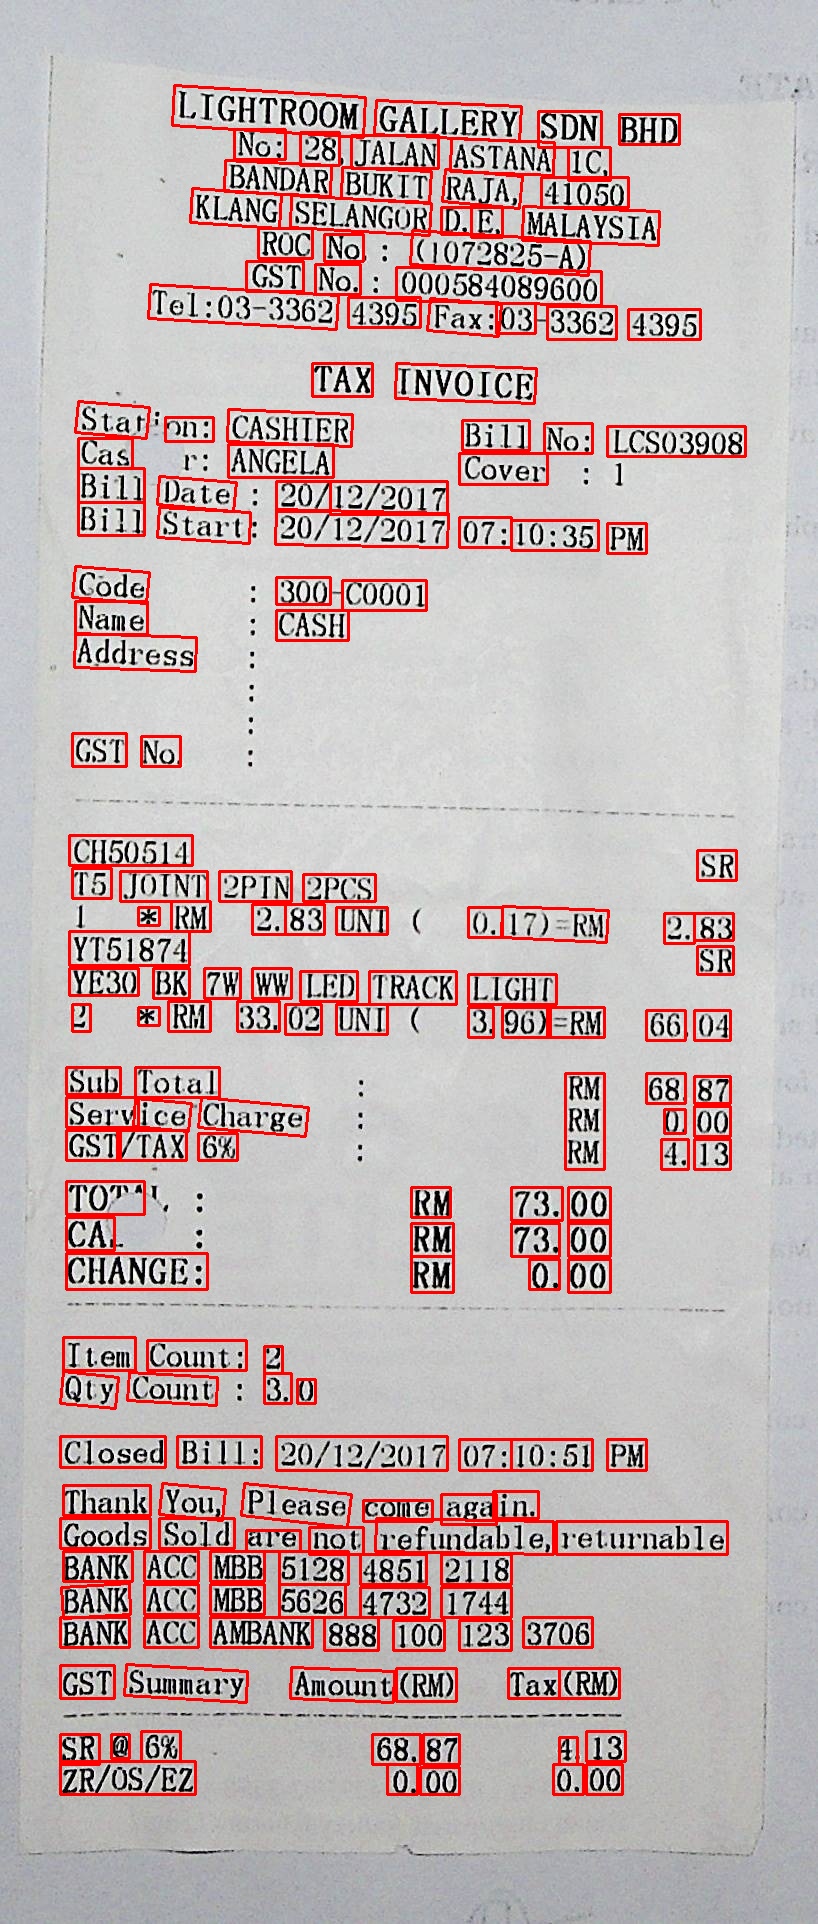 LIGHTROOM GALLERY SDN BHD
No: 28, JALAN ASTANA 1C,
BANDAR BUKIT RAJA, 41050
KLANG SELANGOR D.E. MALAYSIA
ROC No : (1072825-A)
GST No. : 000584089600
Tel:03-3362 4395 Fax:03-3362 4395
TAX INVOICE
Station: CASHIER Bill No: LCS03908
Cas r: ANGELA Cover : 1
Bill Date : 20/12/2017
Bill Start: 20/12/2017 07:10:35 PM
Code : 300-C0001
Name : CASH
Address :
:
:
GST No. :
CH50514 SR
T5 JOINT 2PIN 2PCS
1 * RM 2.83 UNI ( 0.17)=RM 2.83
YT51874 SR
YE30 BK 7W WW LED TRACK LIGHT
2 * RM 33.02 UNI ( 3.96)=RM 66.04
Sub Total : RM 68.87
Service Charge : RM 0.00
GST/TAX 6% : RM 4.13
TOTAL : RM 73.00
: RM 73.00
CHANGE: RM 0.00
Item Count: 2
Qty Count : 3.0
Closed Bill: 20/12/2017 07:10:51 PM
Thank You, Please come again.
Goods Sold are not refundable, returnable
BANK ACC MBB 5128 4851 2118
BANK ACC MBB 5626 4732 1744
BANK ACC AMBANK 888 100 123 3706
GST Summary Amount(RM) Tax(RM)
SR @ 6% 68.87 4.13
ZR/OS/EZ 0.00 0.00